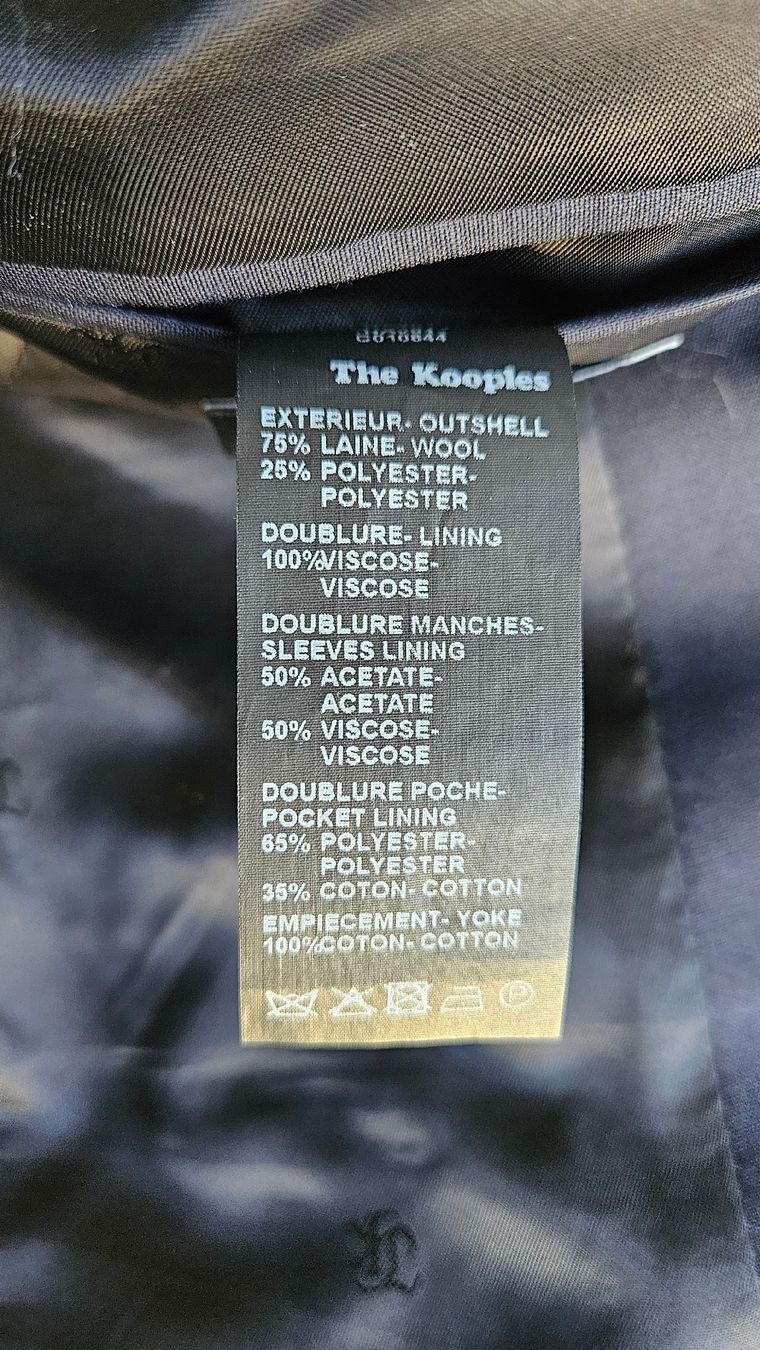 The Kooples
EXTERIEUR- OUTSHELL
75% LAINE- WOOL
25% POLYESTER-
POLYESTER
DOUBLURE- LINING
100%VISCOSE-
VISCOSE
DOUBLURE MANCHES-
SLEEVES LINING
50% ACETATE-
ACETATE
50% VISCOSE-
VISCOSE
DOUBLURE POCHE-
POCKET LINING
65% POLYESTER-
POLYESTER
35% COTON- COTTON
EMPIECEMENT- YOKE
100%COTON- COTTON
P